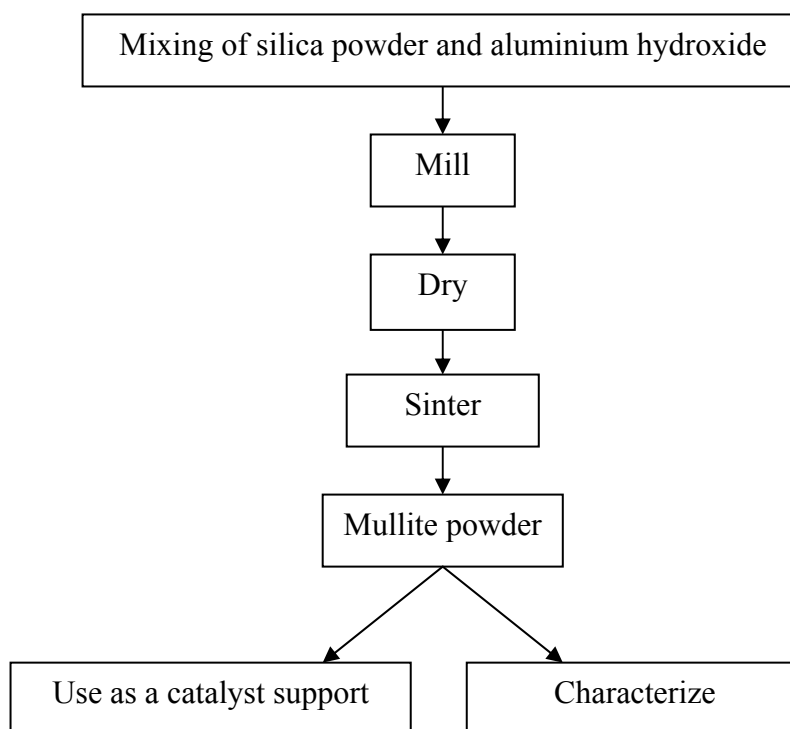 Mixing of silica powder and aluminium hydroxide
Mill
Dry
Sinter
Mullite powder
Use as a catalyst support
Characterize